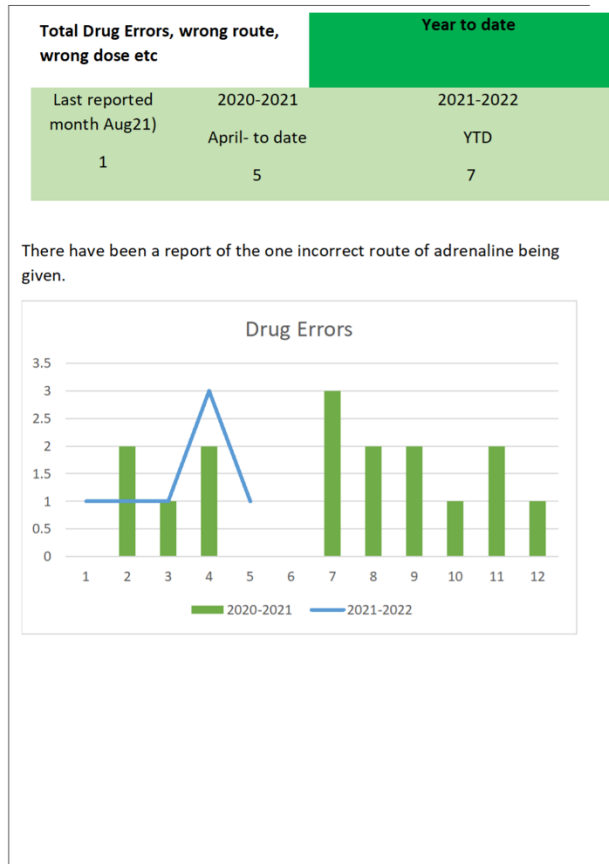 Total Drug Errors, wrong route,
wrong dose etc
Year to date
Last reported
month Aug21)
1
2020-2021
April- to date
5
2021-2022
YTD
7
There have been a report of the one incorrect route of adrenaline being
given.
Drug Errors
3.5
3
2.5
2
1.5
1
0.5
0
1 2 3 4 5 6 7 8 9 10 11 12
2020-2021 2021-2022